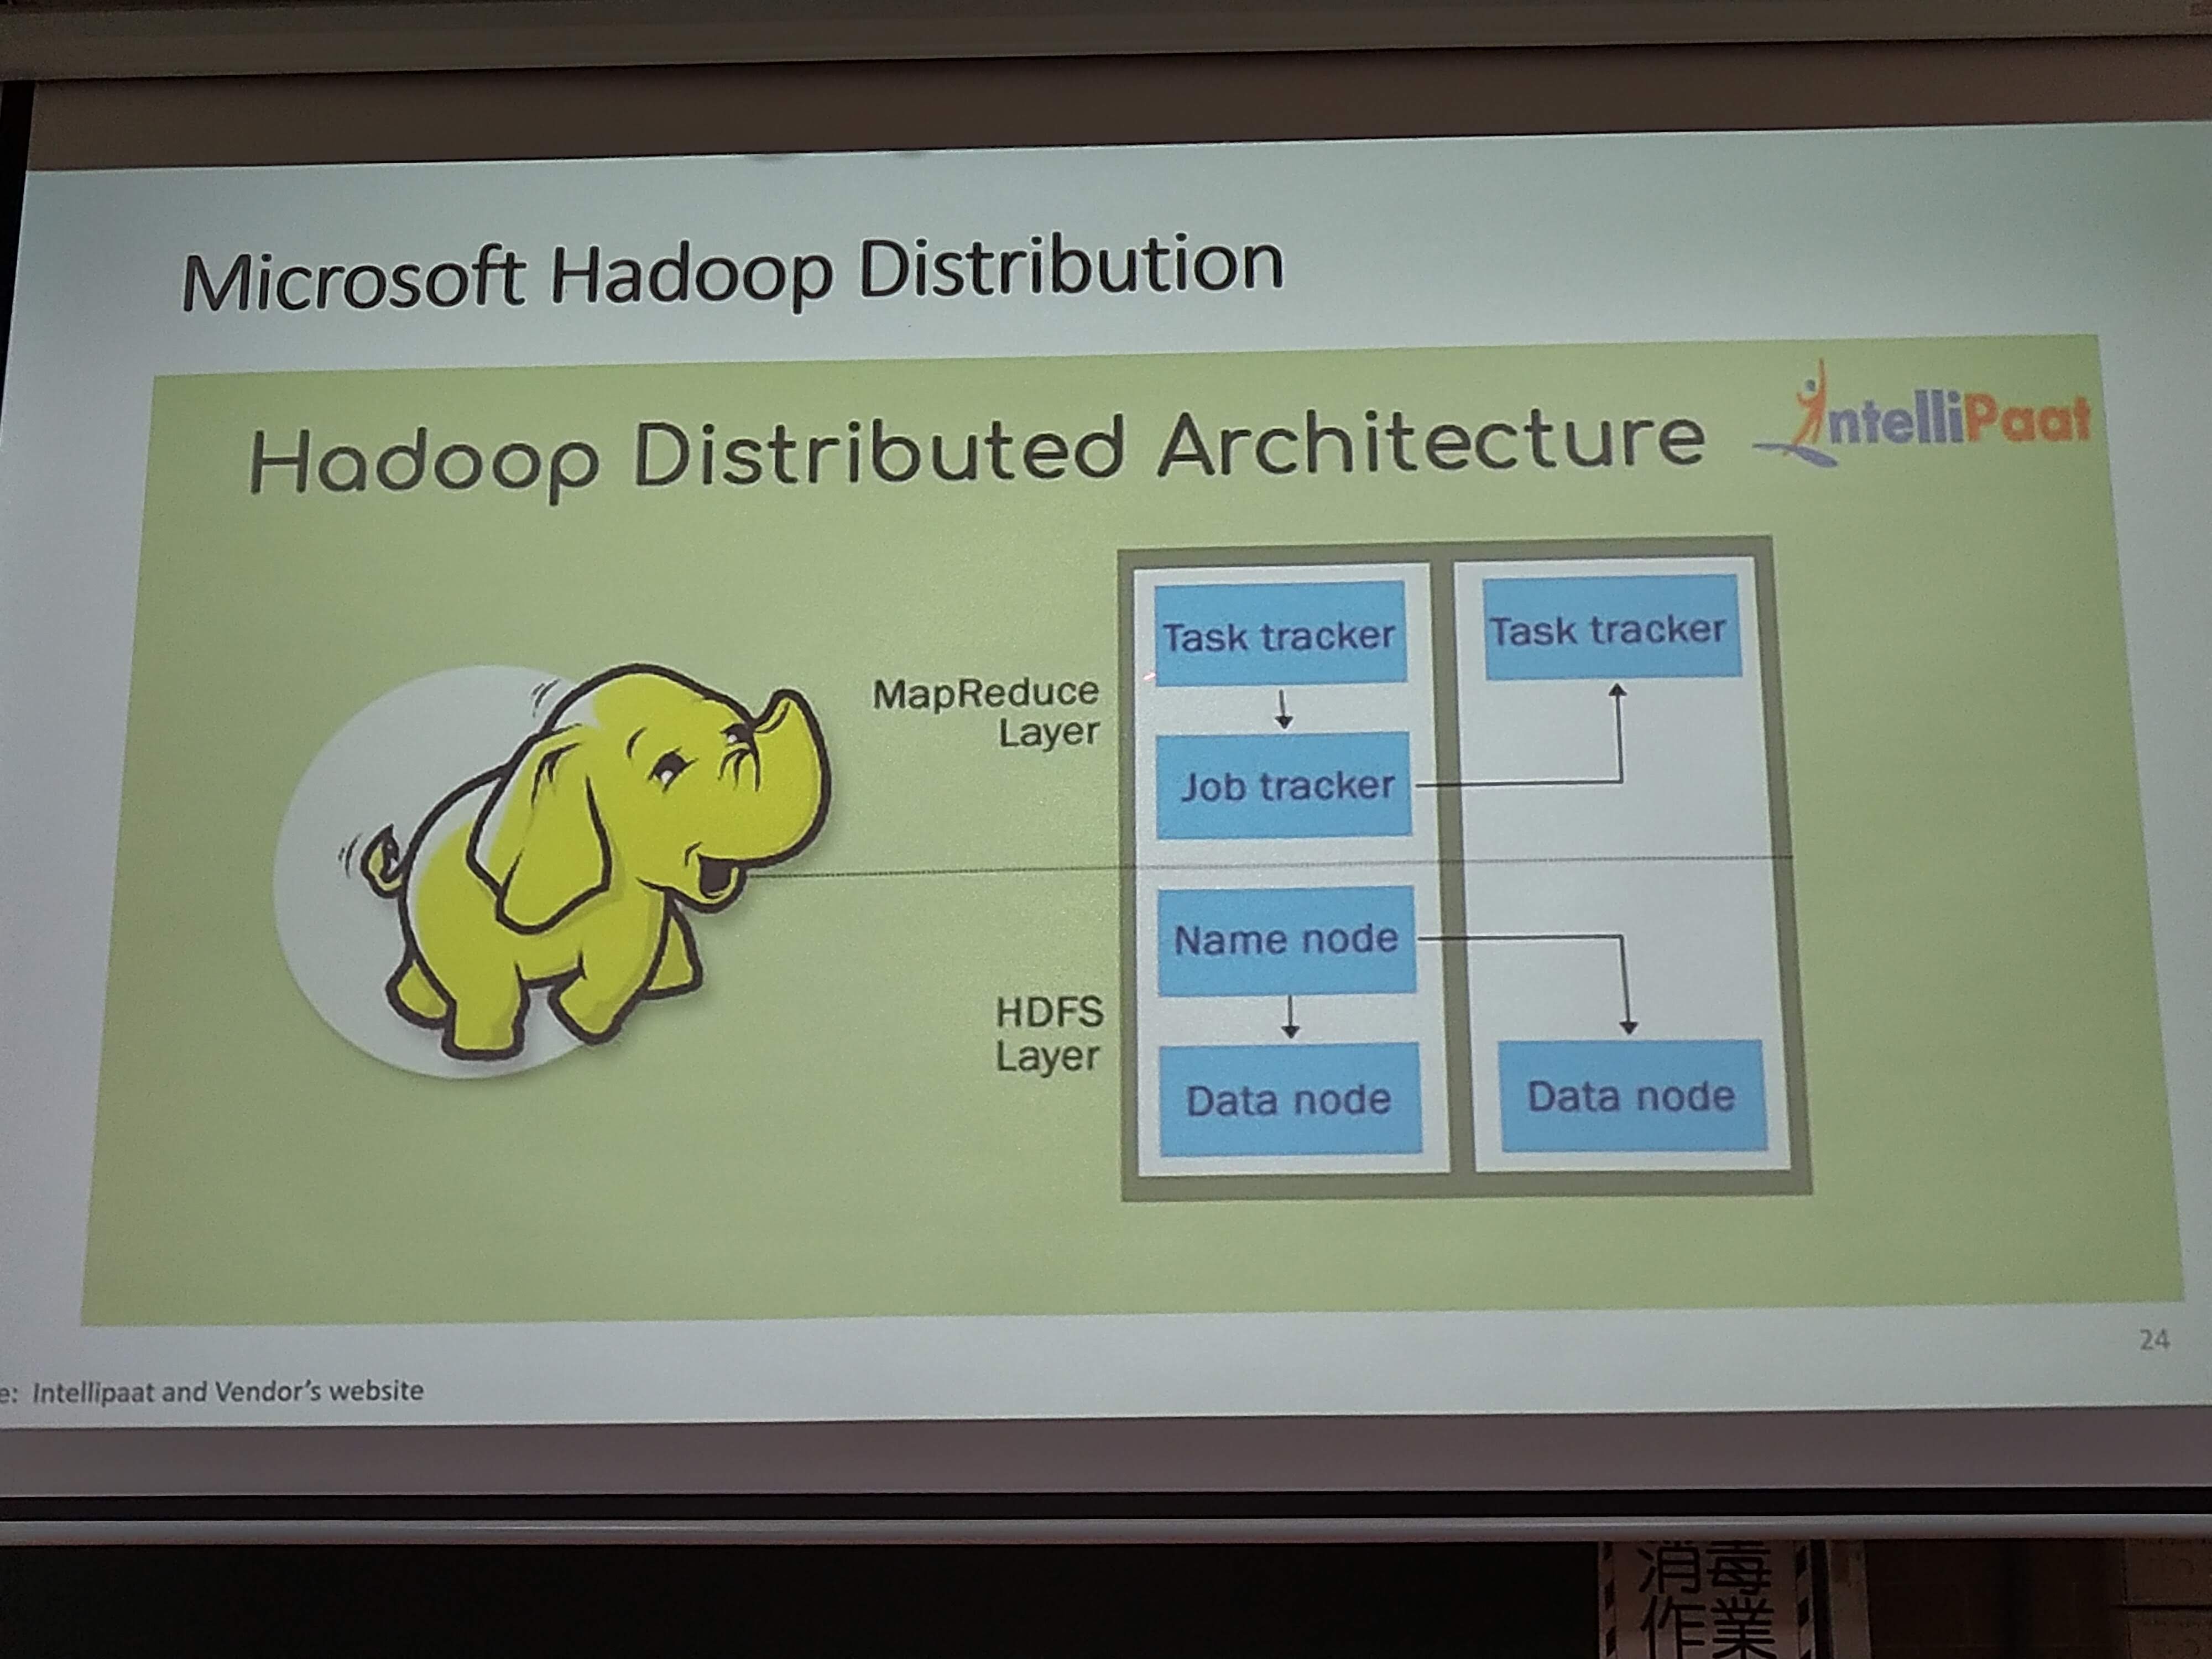 Microsoft Hadoop Distribution
Hadoop Distributed Architecture
IntelliPaat
Task tracker
Task tracker
MapReduce
Layer
Job tracker
Name node
HDFS
Layer
Data node
Data node
24
e: Intellipaat and Vendor's website
消毒
作業